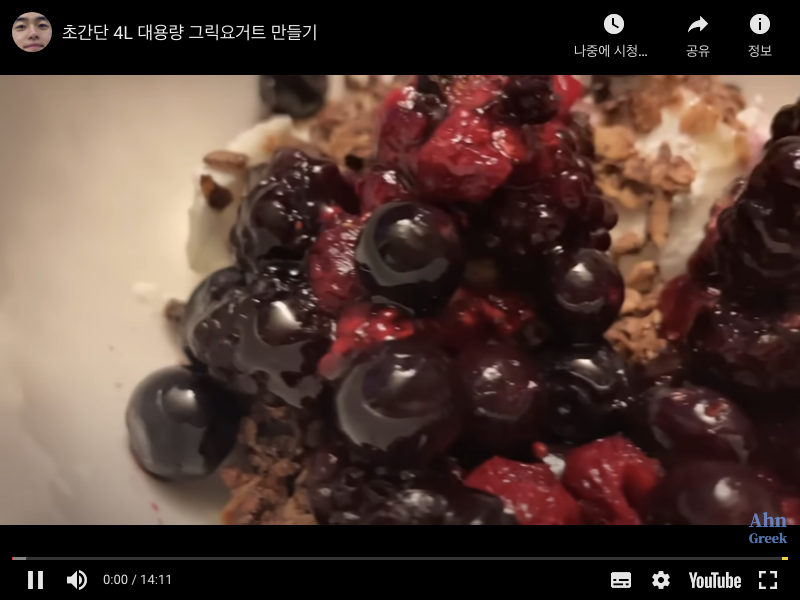 초간단 4L 대용량 그릭요거트 만들기
나중에 시청...
공유
정보
Ahn
Greek
0:00 / 14:11
YouTube